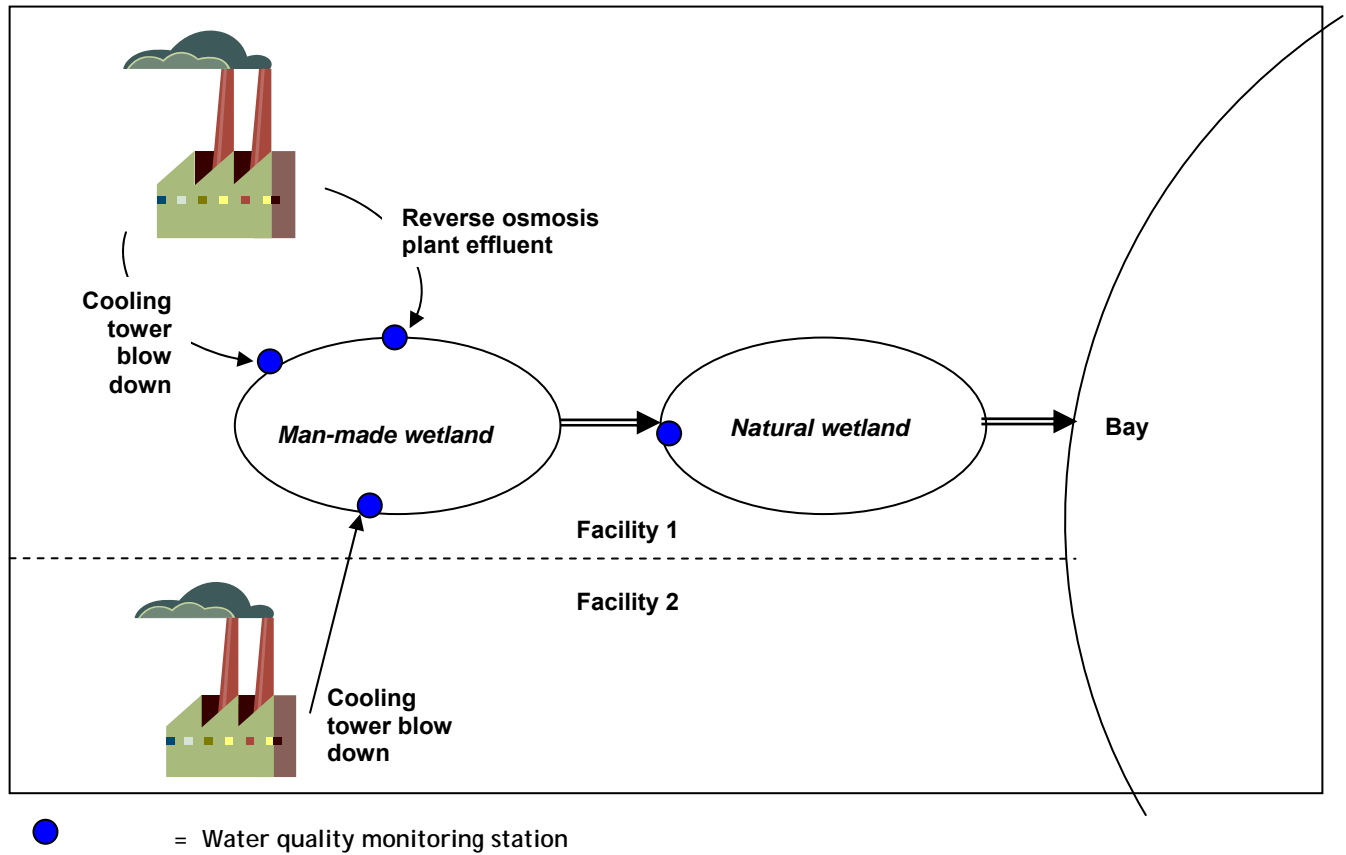 Reverse osmosis
plant effluent
Cooling
tower
blow
down
Man-made wetland
Natural wetland
Bay
Facility 1
Facility 2
Cooling
tower blow
down
= Water quality monitoring station